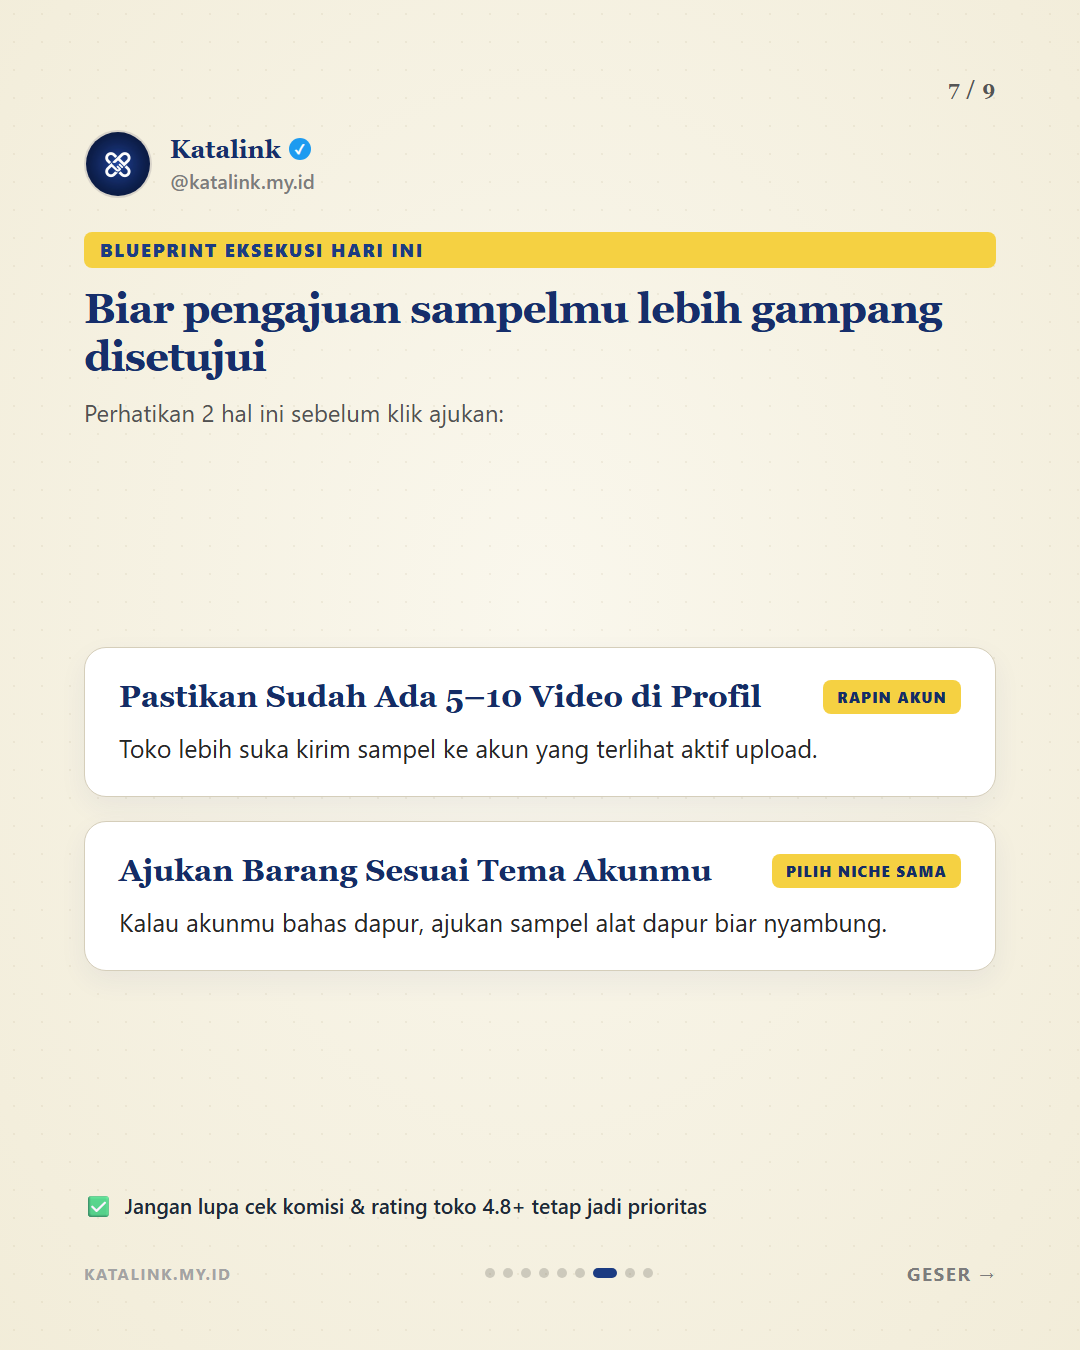 7 / 9
Katalink
@katalink.my.id
BLUEPRINT EKSEKUSI HARI INI
Biar pengajuan sampelmu lebih gampang
disetujui
Perhatikan 2 hal ini sebelum klik ajukan:
Pastikan Sudah Ada 5–10 Video di Profil
RAPIN AKUN
Toko lebih suka kirim sampel ke akun yang terlihat aktif upload.
Ajukan Barang Sesuai Tema Akunmu
PILIH NICHE SAMA
Kalau akunmu bahas dapur, ajukan sampel alat dapur biar nyambung.
✅ Jangan lupa cek komisi & rating toko 4.8+ tetap jadi prioritas
KATALINK.MY.ID
GESER →